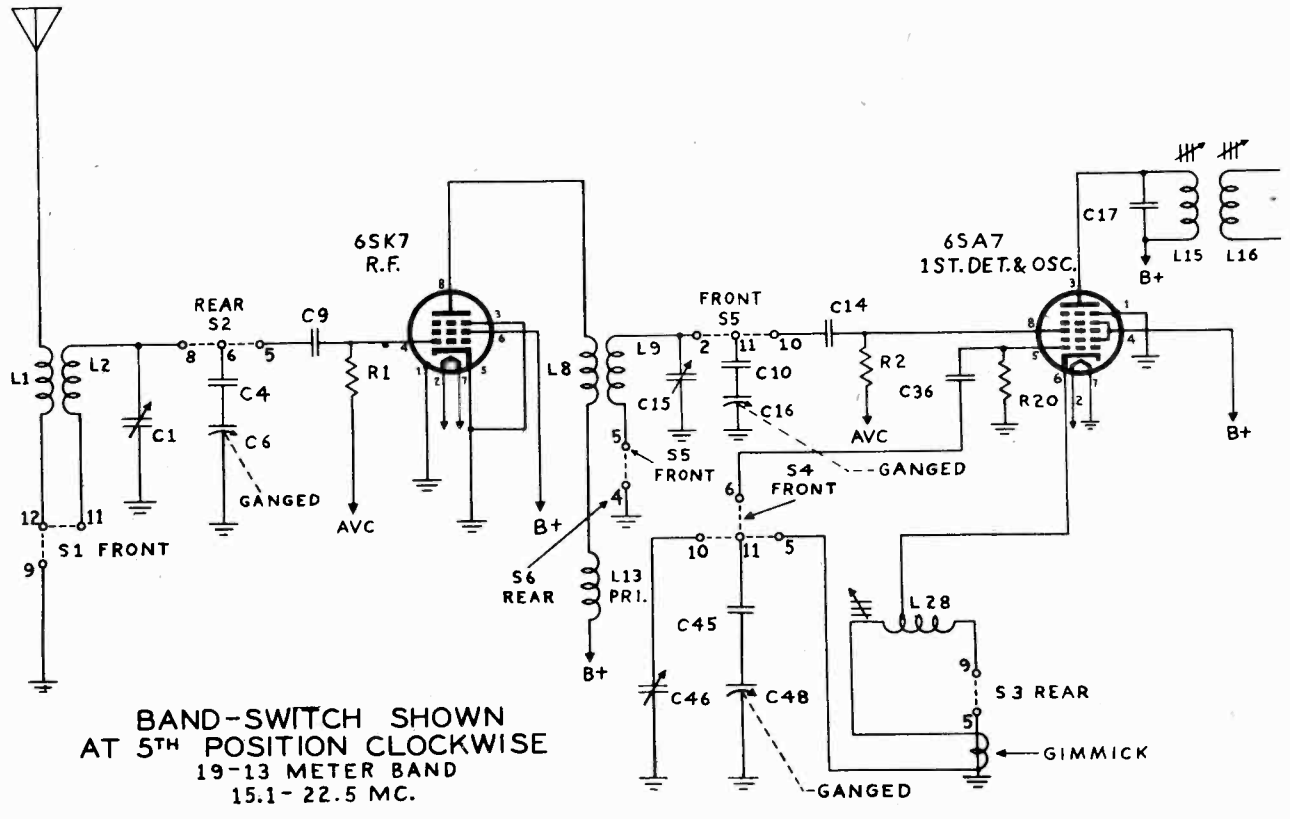 6SK7
R.F.
8
3
6
4
1
2
7
5
REAR
S2
8
6
5
C9
L1
L2
C1
C4
C6
GANGED
R1
AVC
B+
12
11
S1 FRONT
9
L8
L9
FRONT
S5
2
11
10
C14
C15
C10
C16
GANGED
5
S5
FRONT
4
S6
REAR
L13
PRI.
B+
6SA7
1ST. DET. & OSC.
3
1
8
4
5
6
2
7
C17
L15
L16
B+
R2
AVC
C36
R20
B+
6
S4
FRONT
10
11
5
C45
C46
C48
GANGED
L28
9
S3 REAR
5
GIMMICK
BAND-SWITCH SHOWN
AT 5TH POSITION CLOCKWISE
19-13 METER BAND
15.1-22.5 MC.